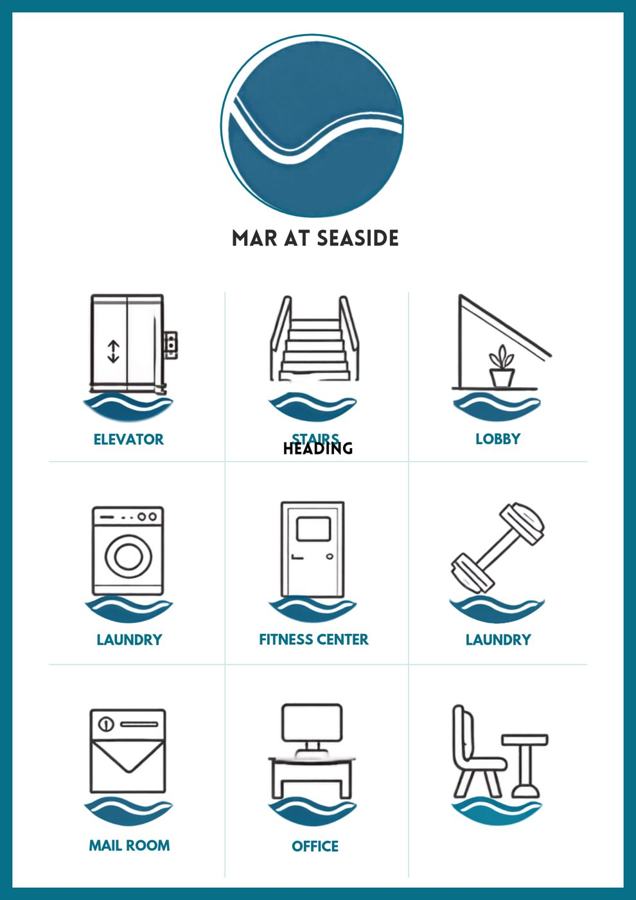 MAR AT SEASIDE
ELEVATOR
STAIRS
LOBBY
HEADING
LAUNDRY
FITNESS CENTER
LAUNDRY
MAIL ROOM
OFFICE